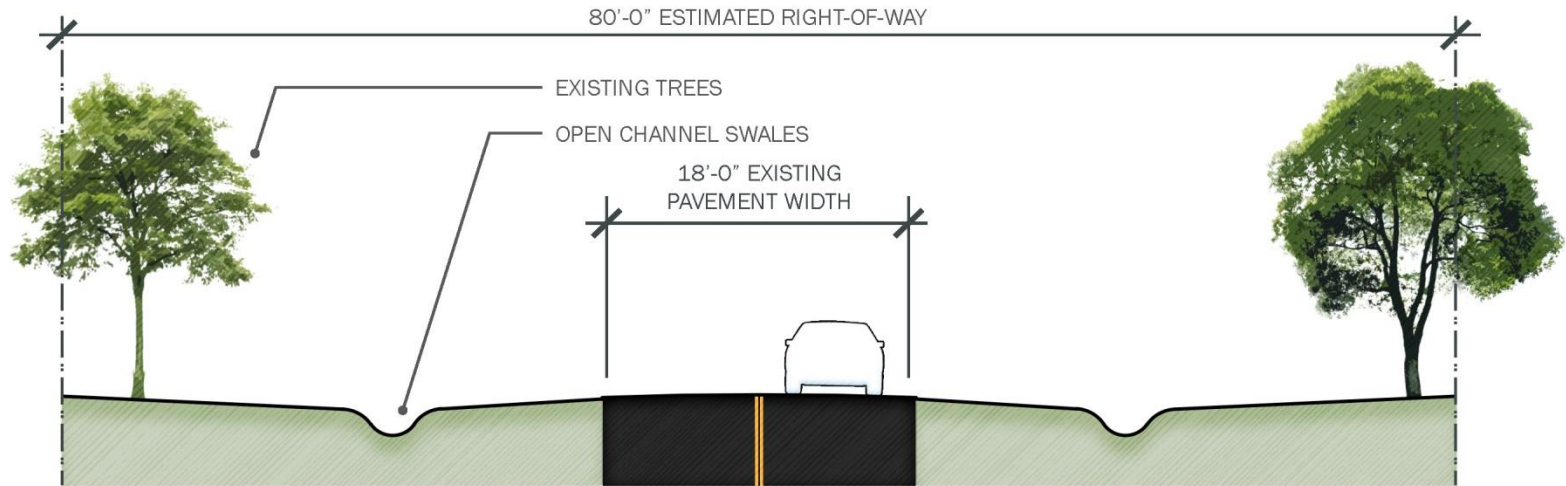 80’-0” ESTIMATED RIGHT-OF-WAY
EXISTING TREES
OPEN CHANNEL SWALES
18’-0” EXISTING
PAVEMENT WIDTH